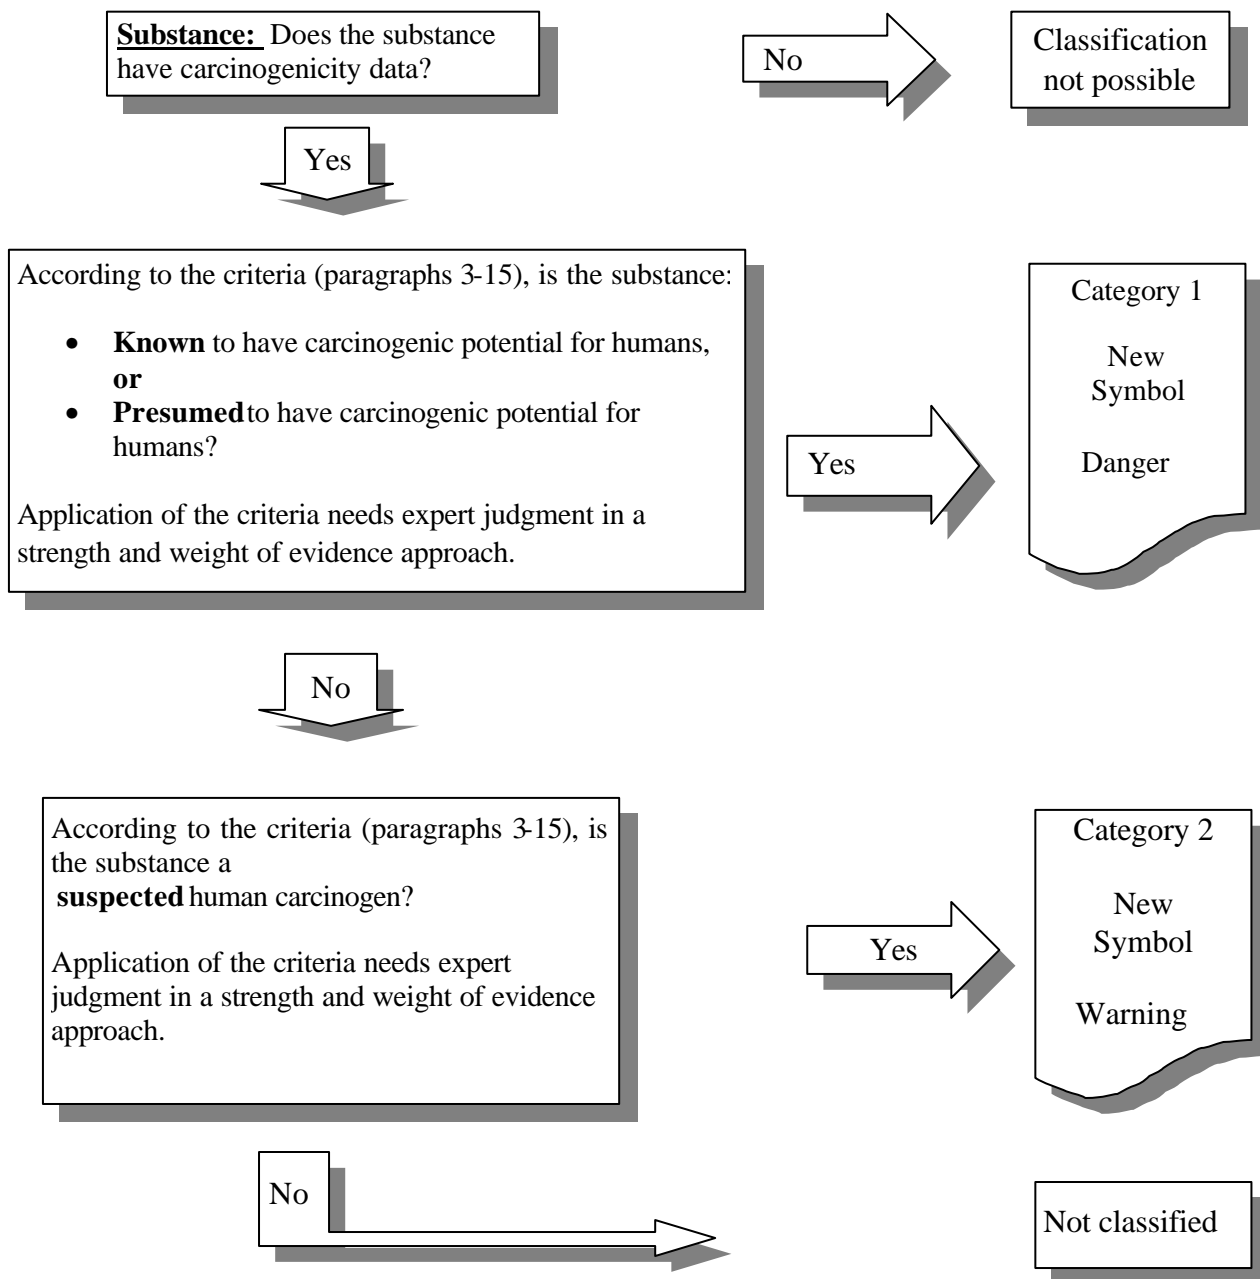 Substance: Does the substance
have carcinogenicity data?
No
Classification
not possible
Yes
According to the criteria (paragraphs 3-15), is the substance:
• Known to have carcinogenic potential for humans,
or
• Presumed to have carcinogenic potential for
humans?
Application of the criteria needs expert judgment in a
strength and weight of evidence approach.
Yes
Category 1
New
Symbol
Danger
No
According to the criteria (paragraphs 3-15), is
the substance a
suspected human carcinogen?
Application of the criteria needs expert
judgment in a strength and weight of evidence
approach.
Yes
Category 2
New
Symbol
Warning
No
Not classified